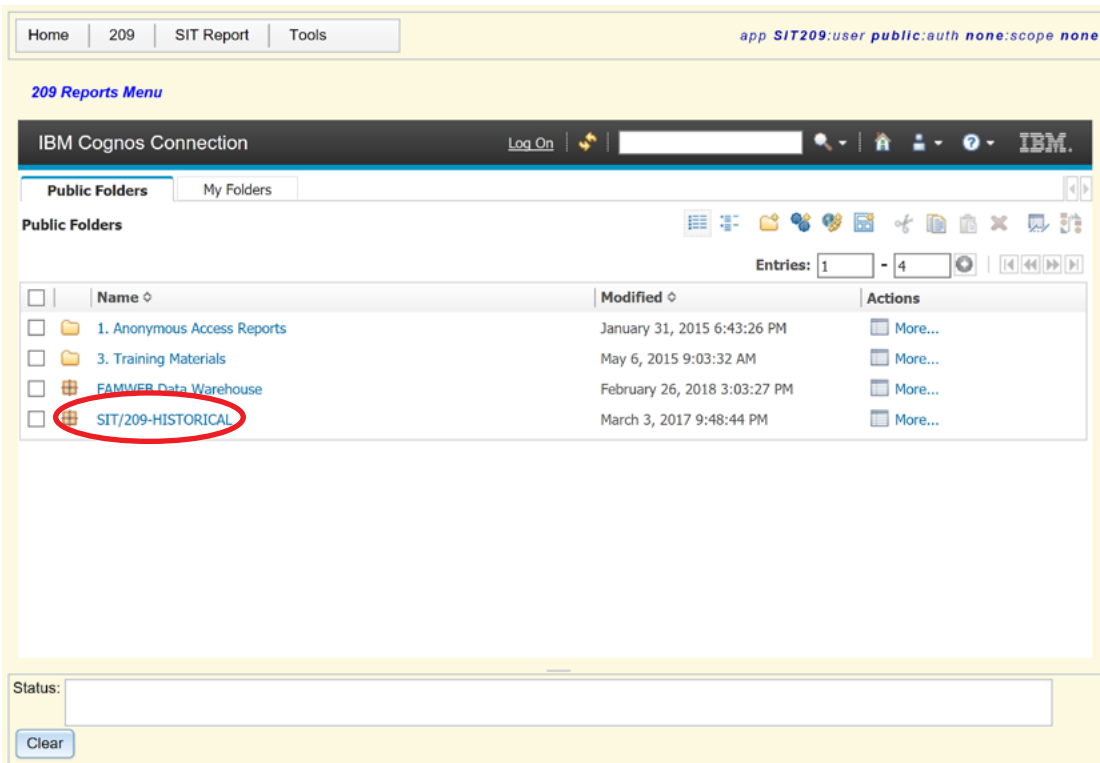 Home 209 SIT Report Tools app SIT209:user public:auth none:scope none
209 Reports Menu
IBM Cognos Connection Log On IBM.
Public Folders My Folders
Public Folders
Entries: 1 - 4
Name Modified Actions
1. Anonymous Access Reports January 31, 2015 6:43:26 PM More...
3. Training Materials May 6, 2015 9:03:32 AM More...
FAMWEB Data Warehouse February 26, 2018 3:03:27 PM More...
SIT/209-HISTORICAL March 3, 2017 9:48:44 PM More...
Status:
Clear